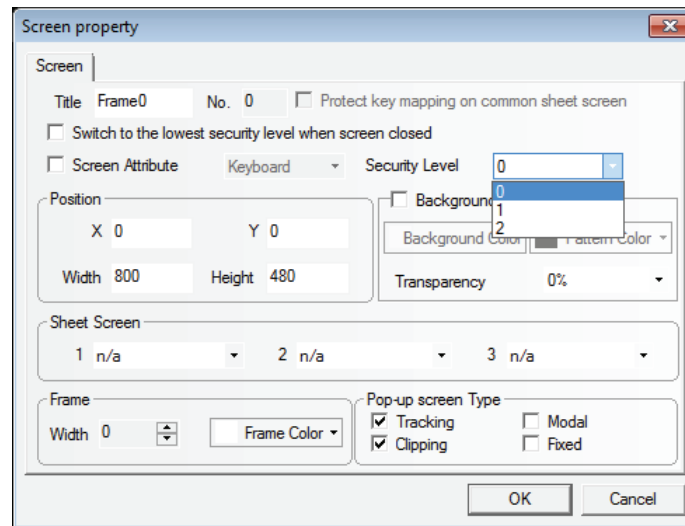 Screen property
Screen
Title Frame0 No. 0 Protect key mapping on common sheet screen
Switch to the lowest security level when screen closed
Screen Attribute Keyboard Security Level 0
0
1
2
Position
X 0 Y 0
Width 800 Height 480
Background
Background Color Pattern Color
Transparency 0%
Sheet Screen
1 n/a 2 n/a 3 n/a
Frame
Width 0 Frame Color
Pop-up screen Type
Tracking Modal
Clipping Fixed
OK Cancel